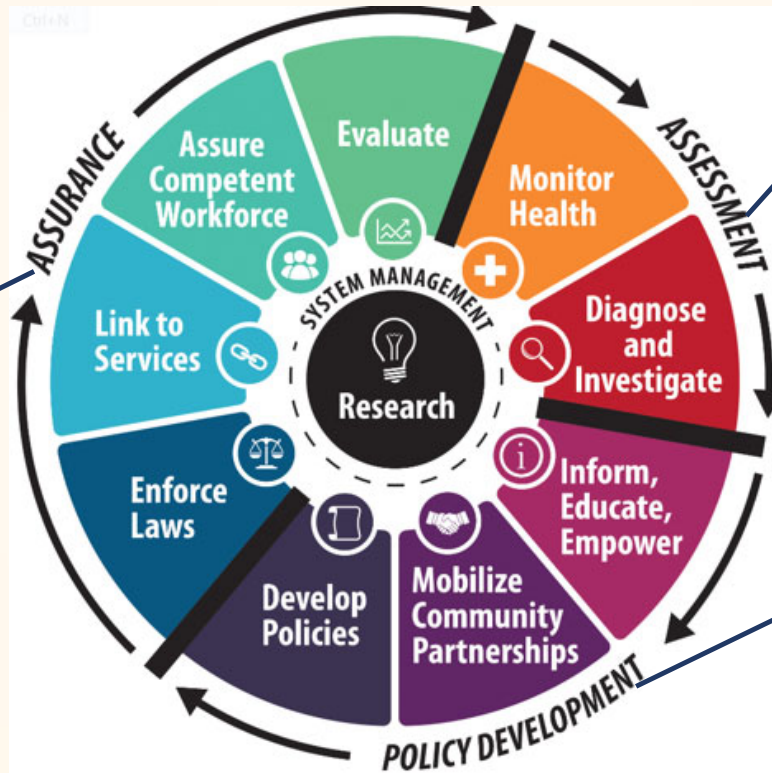 Ctrl+N
ASSURANCE
ASSESSMENT
POLICY DEVELOPMENT
Evaluate
Monitor
Health
Diagnose
and
Investigate
Inform,
Educate,
Empower
Mobilize
Community
Partnerships
Develop
Policies
Enforce
Laws
Link to
Services
Assure
Competent
Workforce
SYSTEM MANAGEMENT
Research